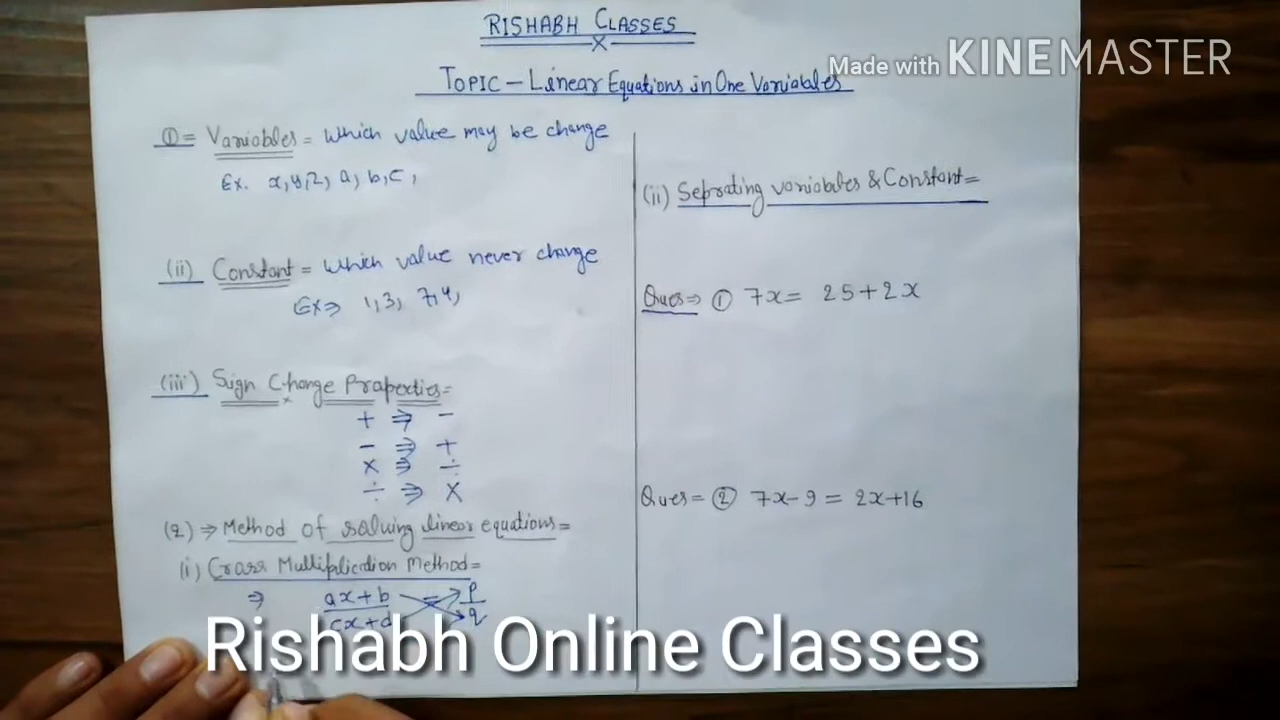 RISHABH CLASSES
Made with KINEMASTER
TOPIC - Linear Equations in One Variables
① = Variables = Which value may be change
Ex. x, y, z, a, b, c,
(ii) Constant = Which value never change
Ex ⇒ 1, 3, 7, 4,
(iii) Sign Change Properties =
+ ⇒ -
- ⇒ +
× ⇒ ÷
÷ ⇒ ×
(2) ⇒ Method of solving linear equations =
(i) Cross Multiplication Method =
⇒ ax+b = p
cx+d q
(ii) Seprating variables & Constant =
Ques ⇒ ① 7x = 25 + 2x
Ques = ② 7x - 9 = 2x + 16
Rishabh Online Classes